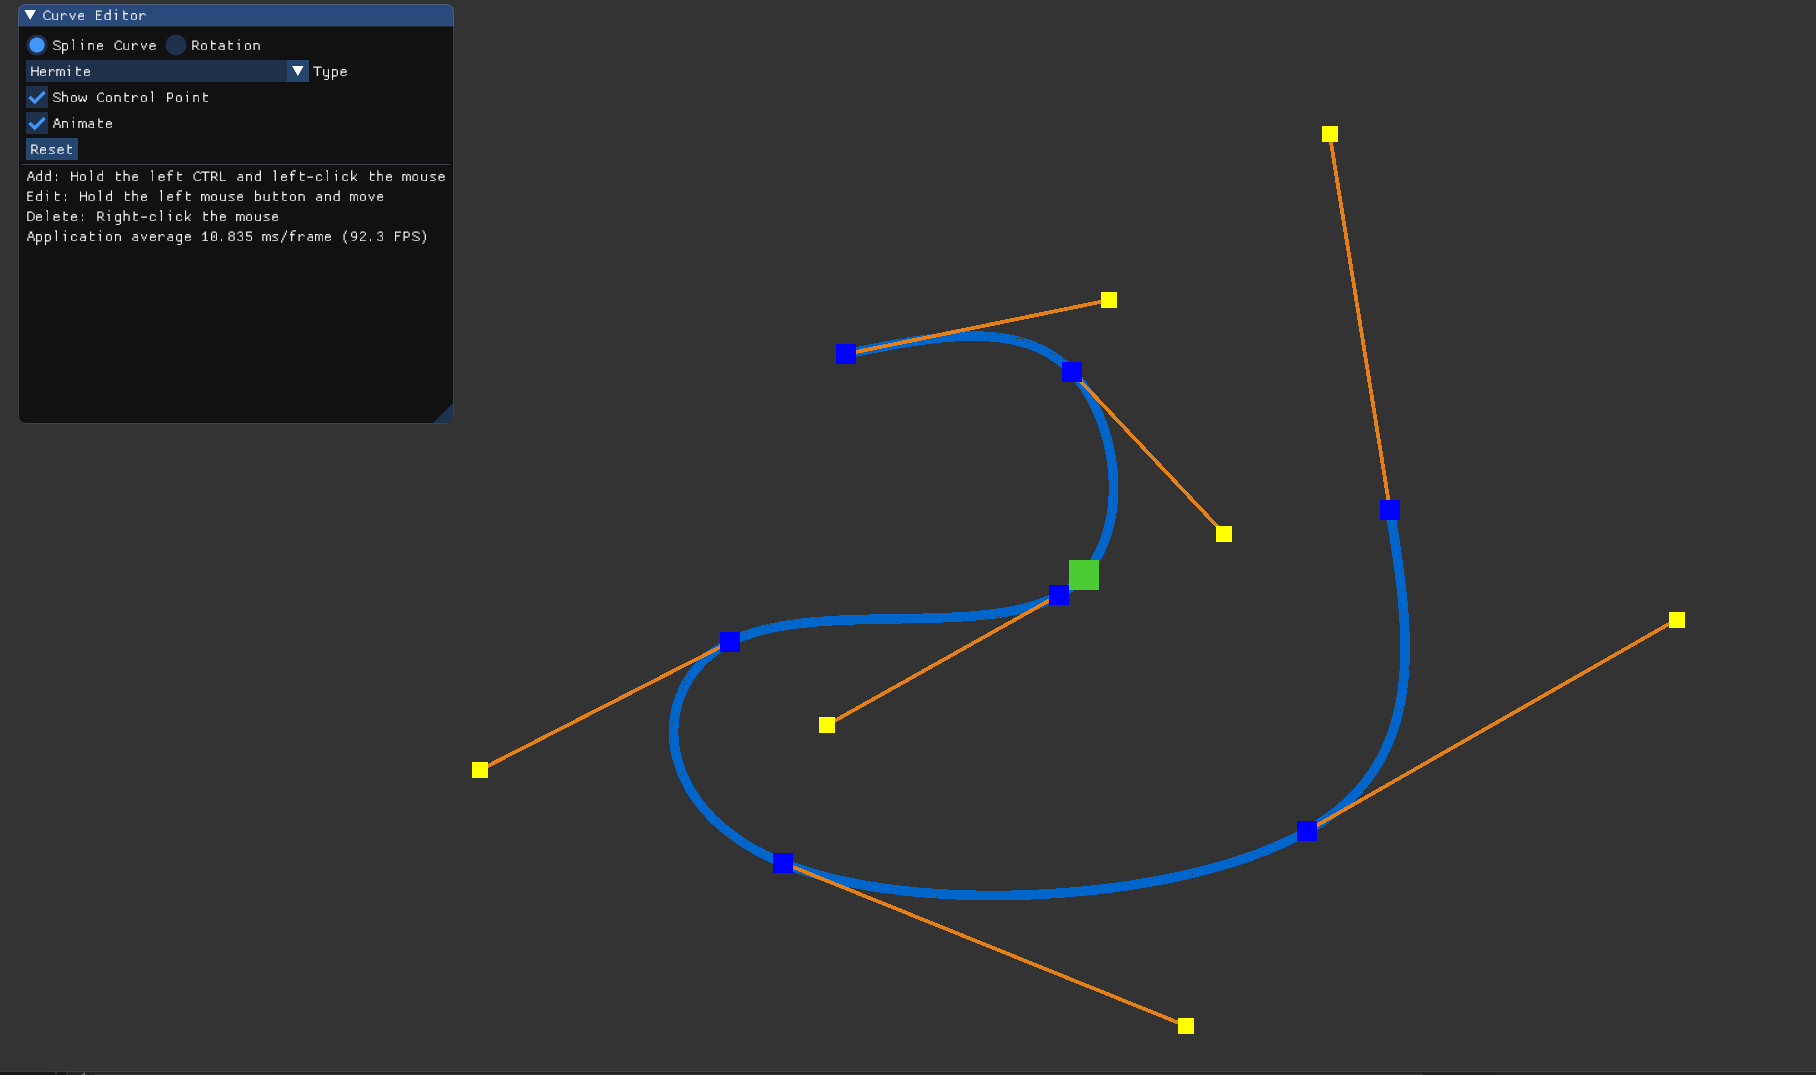 Curve Editor
Spline Curve Rotation
Hermite Type
Show Control Point
Animate
Reset
Add: Hold the left CTRL and left-click the mouse
Edit: Hold the left mouse button and move
Delete: Right-click the mouse
Application average 10.835 ms/frame (92.3 FPS)